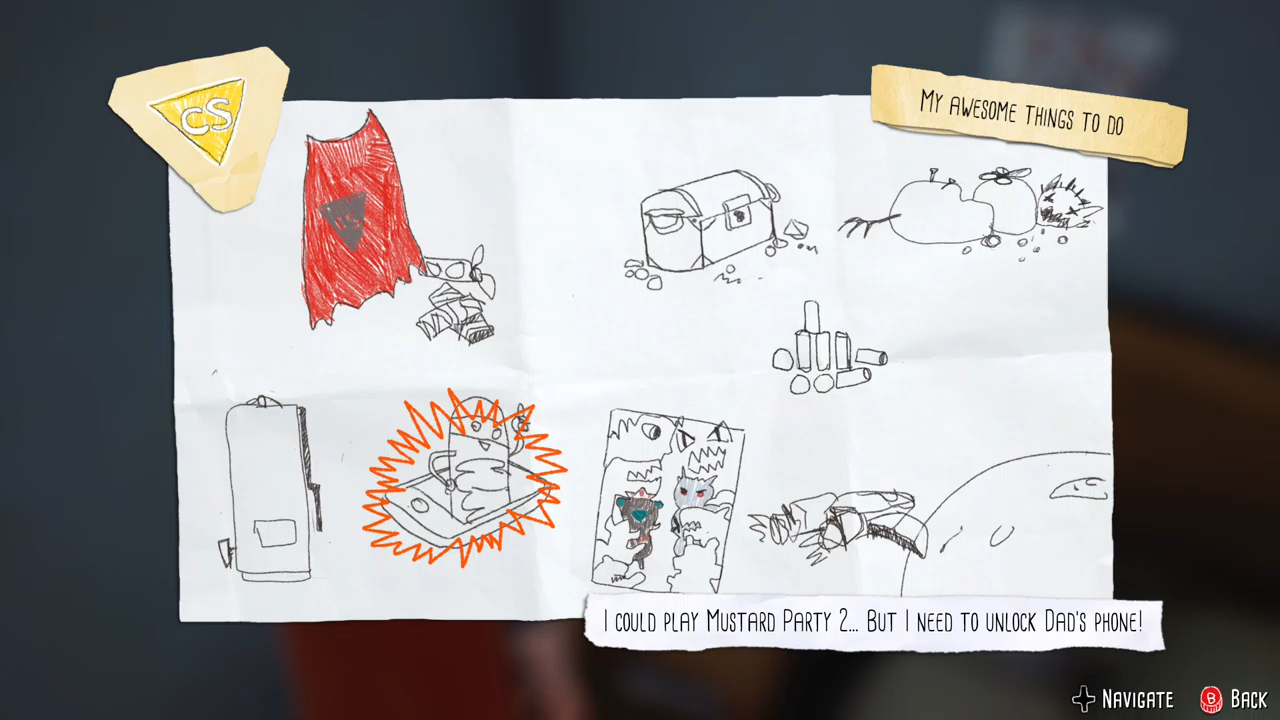 CS
My awesome things to do
I could play Mustard Party 2... But I need to unlock Dad's phone!
Navigate
B Back